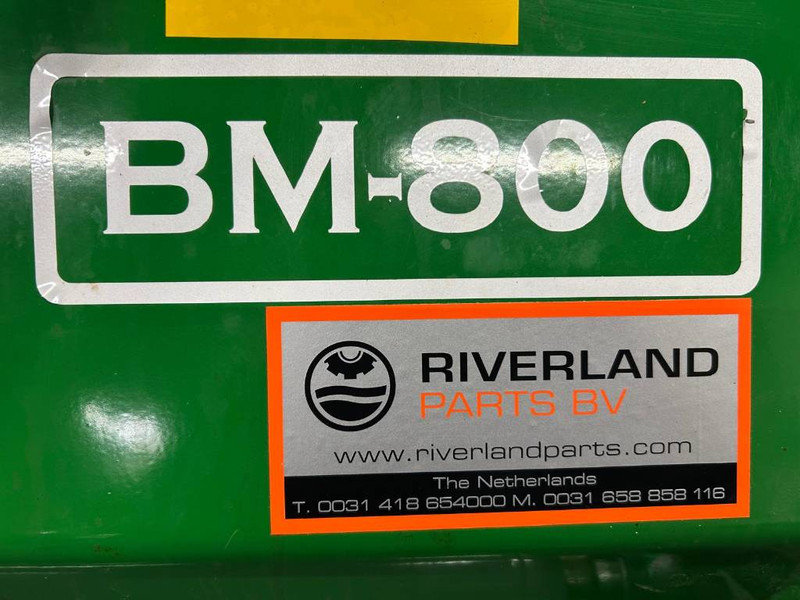 BM-800
RIVERLAND
PARTS BV
www.riverlandparts.com
The Netherlands
T. 0031 418 654000 M. 0031 658 858 116